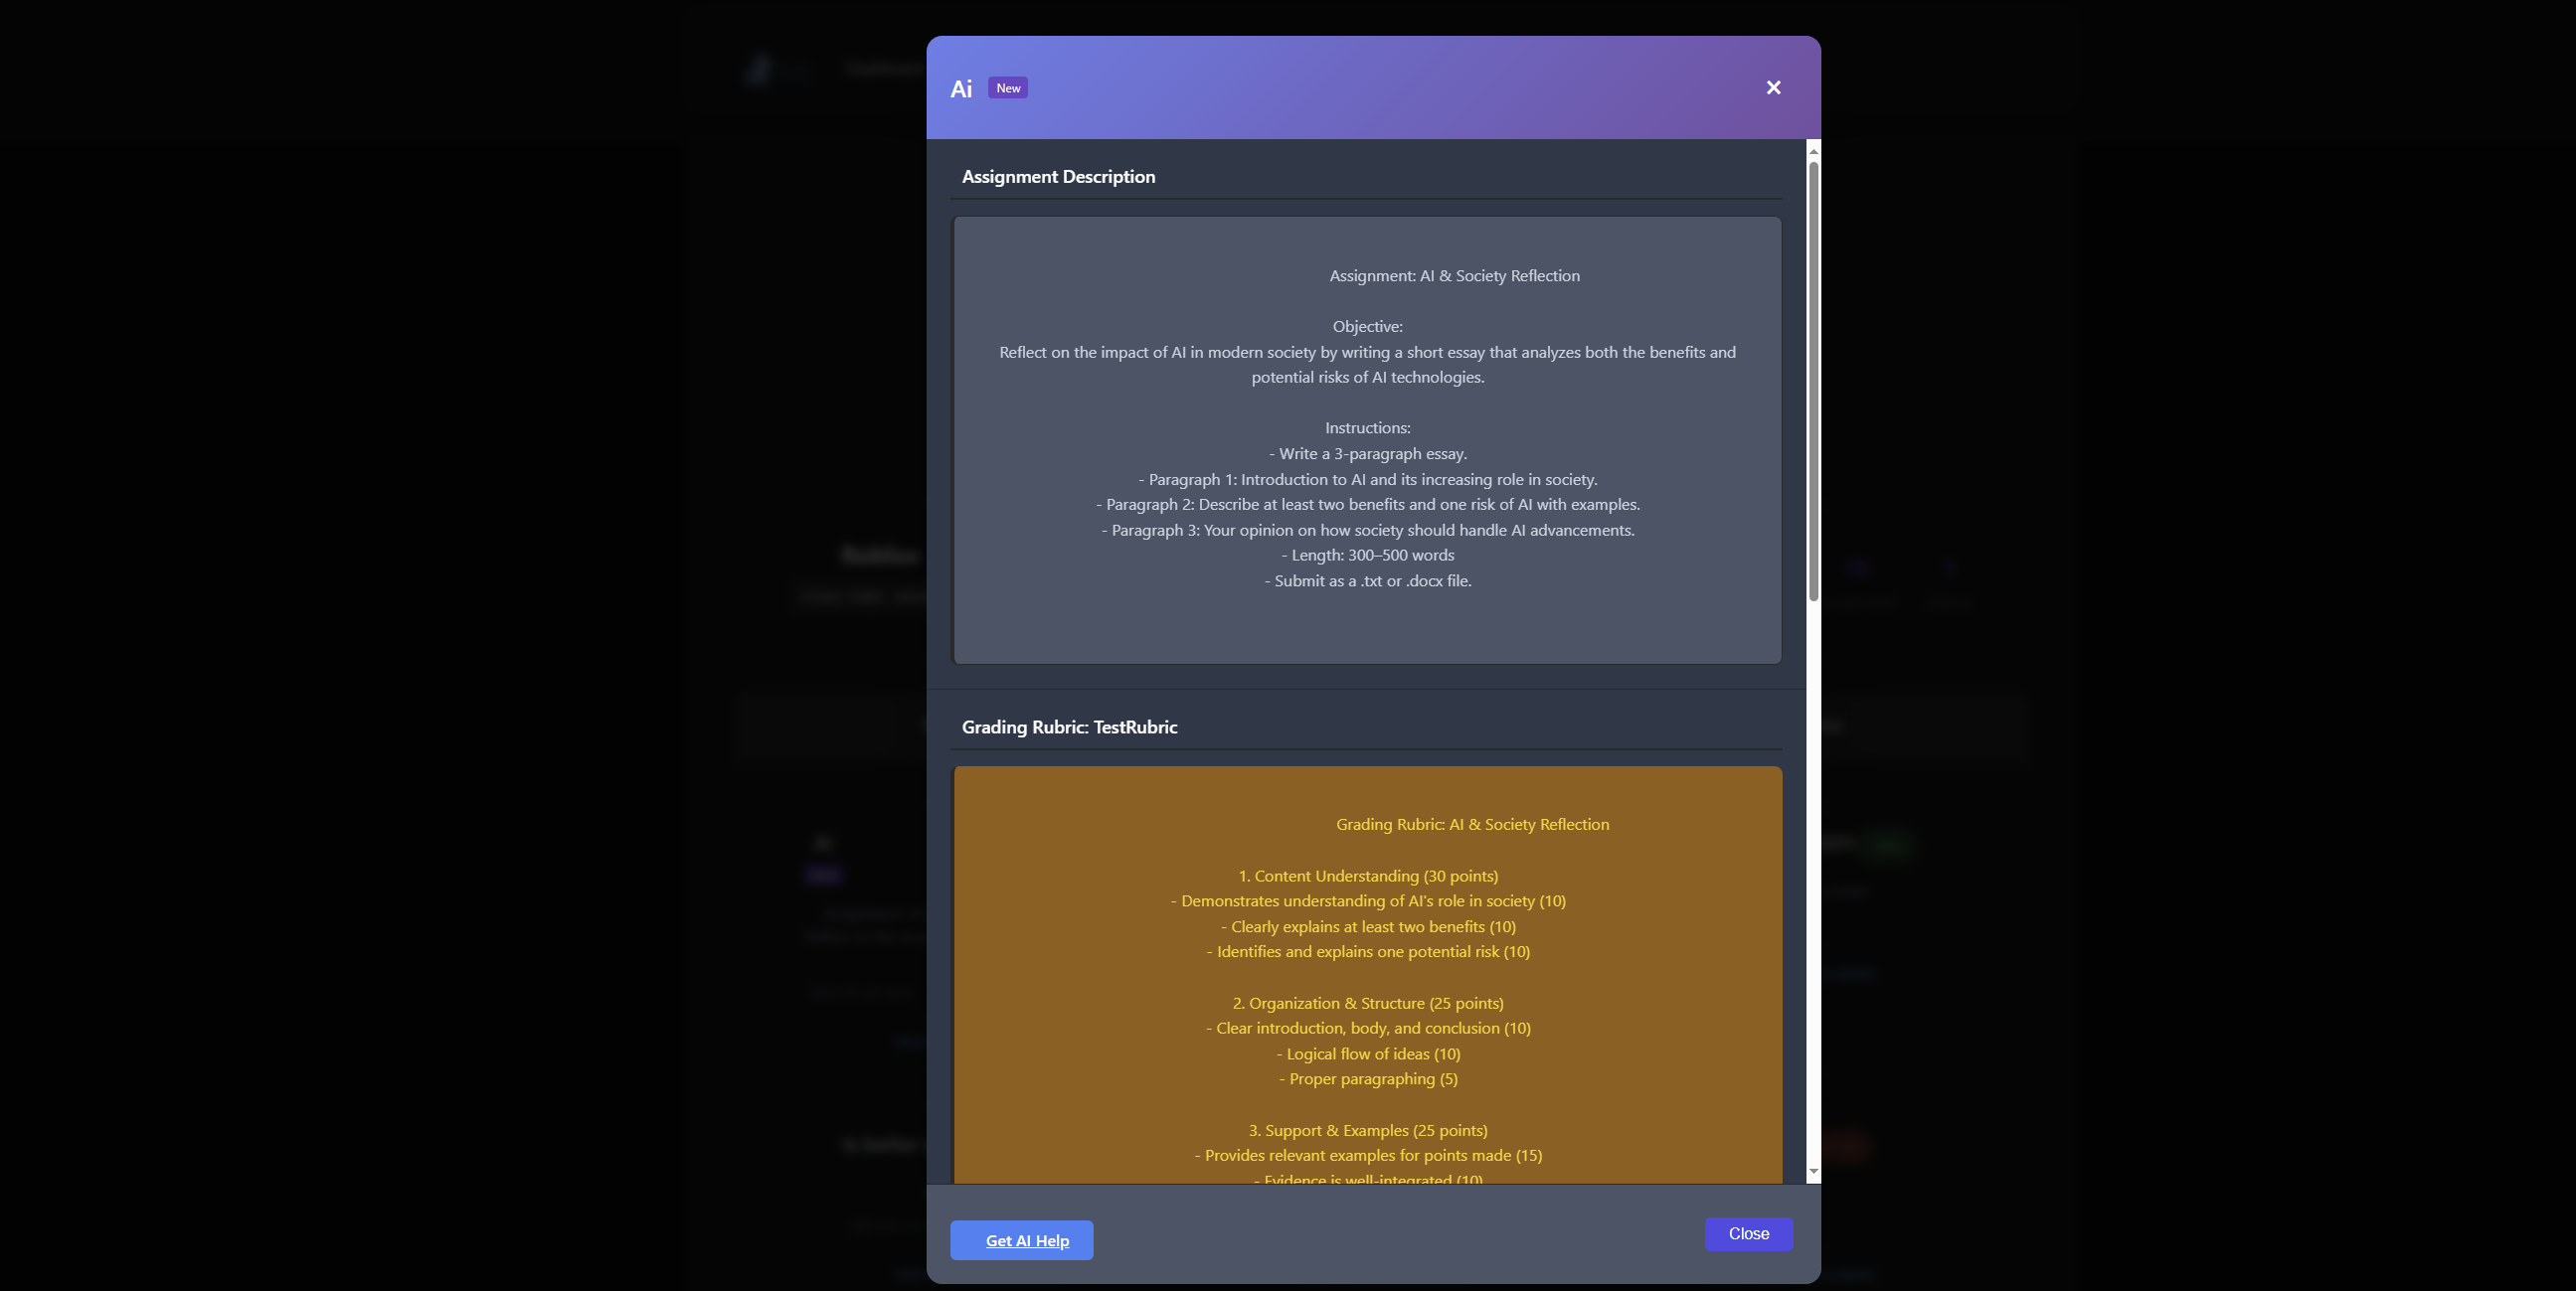 Ai
New
×
Assignment Description
Assignment: AI & Society Reflection
Objective:
Reflect on the impact of AI in modern society by writing a short essay that analyzes both the benefits and
potential risks of AI technologies.
Instructions:
- Write a 3-paragraph essay.
- Paragraph 1: Introduction to AI and its increasing role in society.
- Paragraph 2: Describe at least two benefits and one risk of AI with examples.
- Paragraph 3: Your opinion on how society should handle AI advancements.
- Length: 300–500 words
- Submit as a .txt or .docx file.
Grading Rubric: TestRubric
Grading Rubric: AI & Society Reflection
1. Content Understanding (30 points)
- Demonstrates understanding of AI's role in society (10)
- Clearly explains at least two benefits (10)
- Identifies and explains one potential risk (10)
2. Organization & Structure (25 points)
- Clear introduction, body, and conclusion (10)
- Logical flow of ideas (10)
- Proper paragraphing (5)
3. Support & Examples (25 points)
- Provides relevant examples for points made (15)
- Evidence is well-integrated (10)
Get AI Help
Close